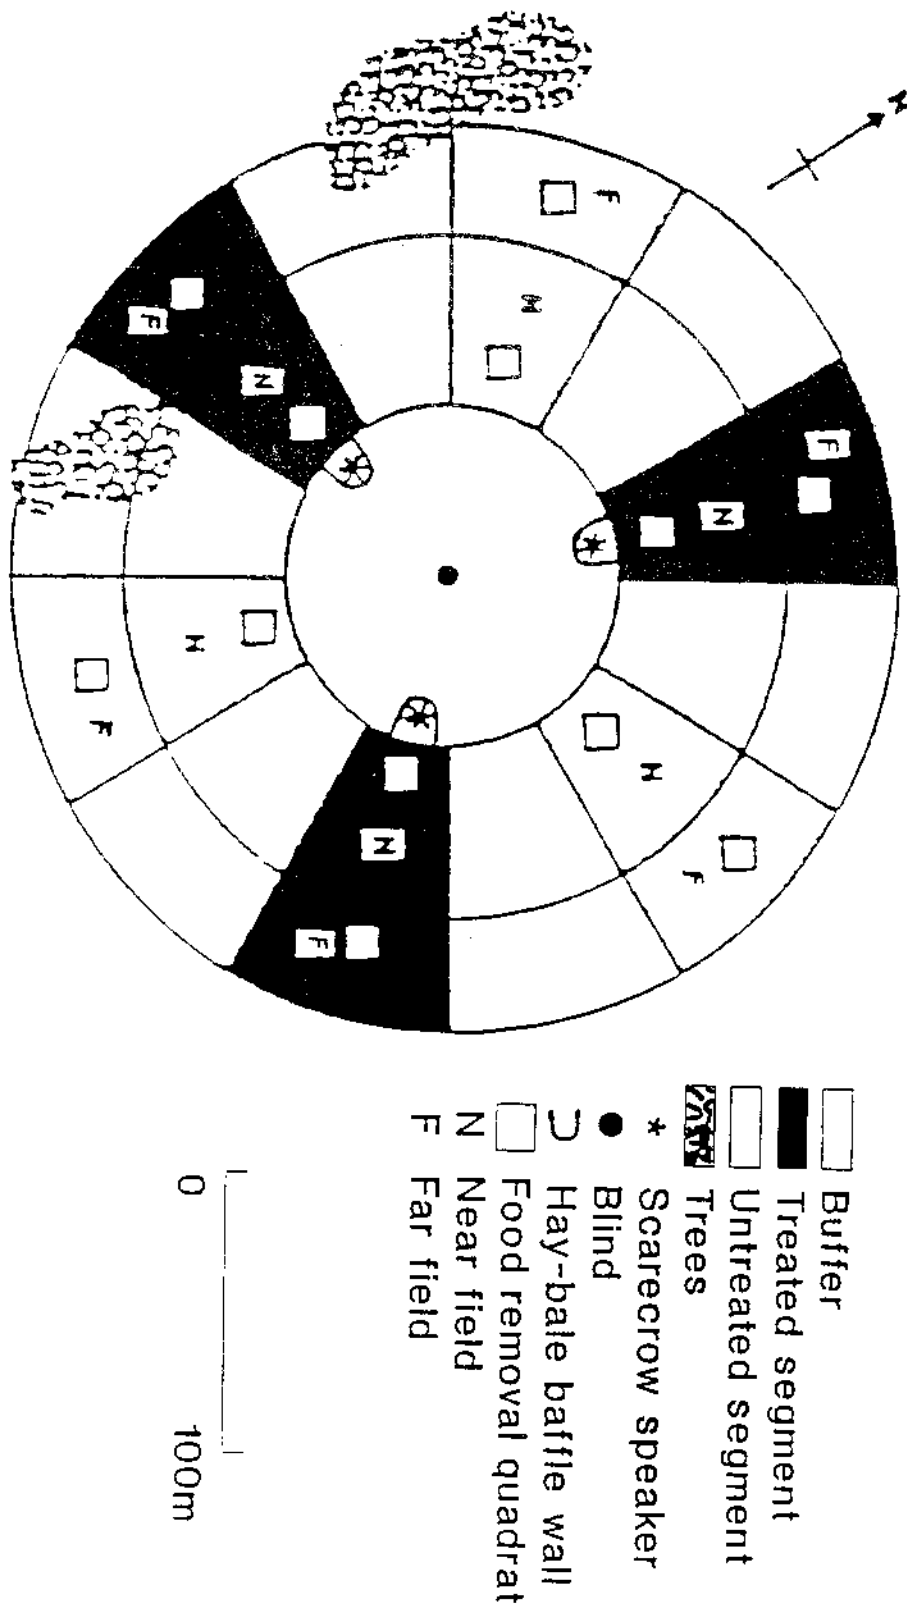 N
F
N
F
N
F
N
F
N
F
N
F
N
F
Buffer
Treated segment
Untreated segment
Trees
* Scarecrow speaker
Blind
Hay-bale baffle wall
Food removal quadrat
N Near field
F Far field
0 100m